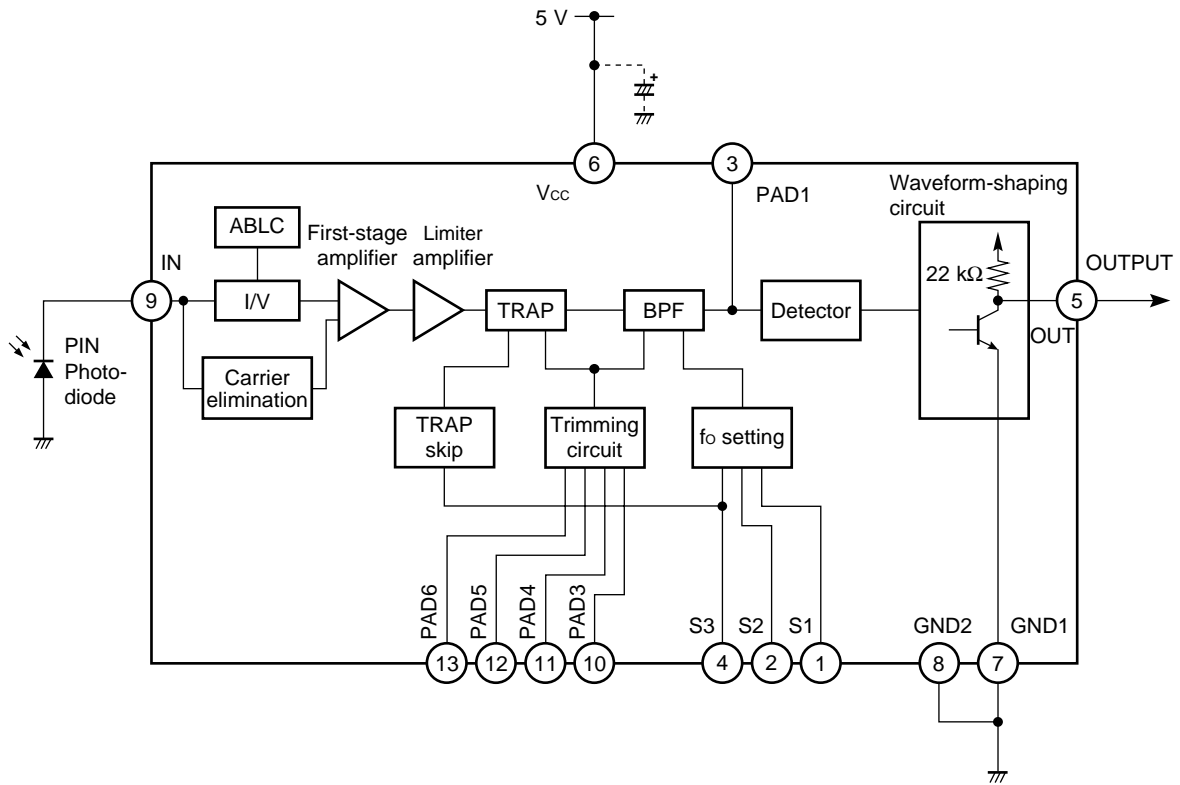 5 V
+
6
3
VCC
PAD1
Waveform-shaping
circuit
ABLC
First-stage
amplifier
Limiter
amplifier
IN
22 kΩ
OUTPUT
9
I/V
TRAP
BPF
Detector
5
OUT
PIN
Photo-
diode
Carrier
elimination
TRAP
skip
Trimming
circuit
fO setting
PAD6
PAD5
PAD4
PAD3
S3
S2
S1
GND2
GND1
13
12
11
10
4
2
1
8
7